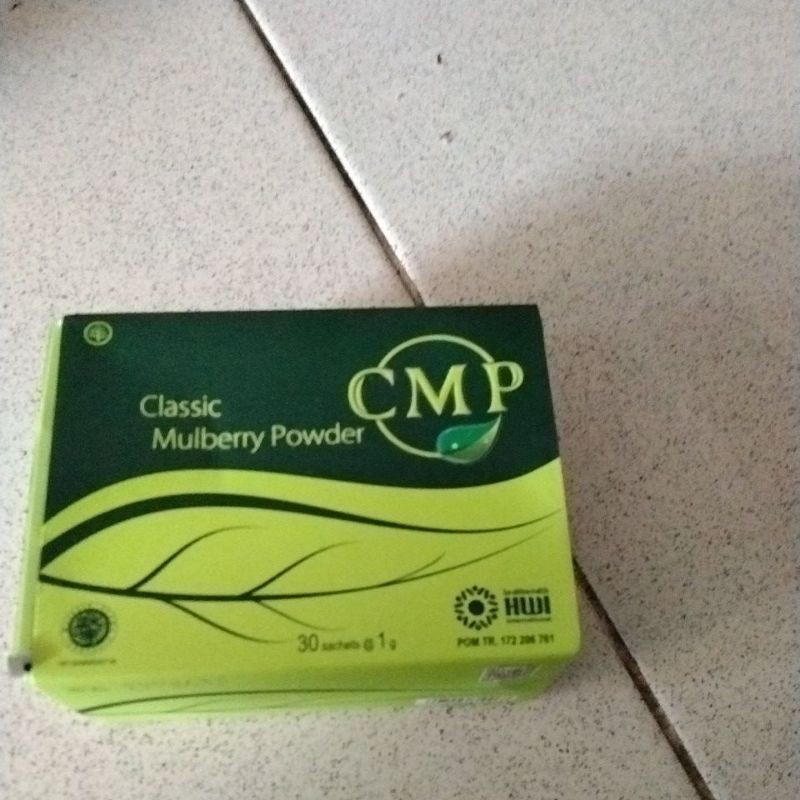 CMP
Classic
Mulberry Powder
HWI
30 sachets @ 1 g
POM TR. 172 206 761